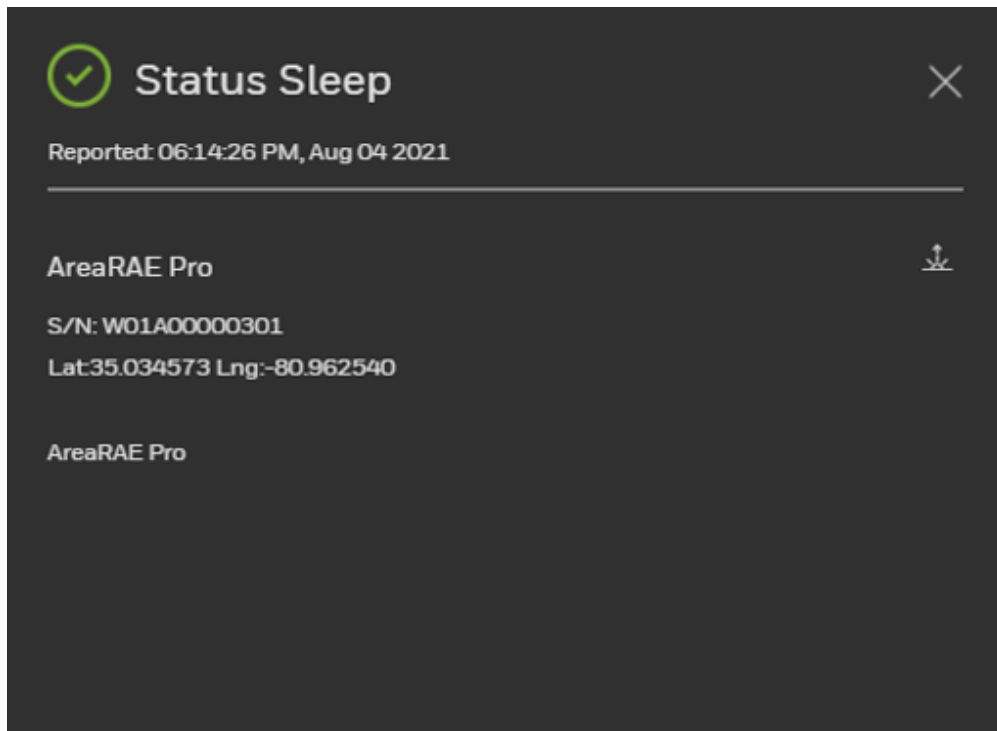 Status Sleep
Reported: 06:14:26 PM, Aug 04 2021
AreaRAE Pro
S/N: W01A00000301
Lat:35.034573 Lng:-80.962540
AreaRAE Pro